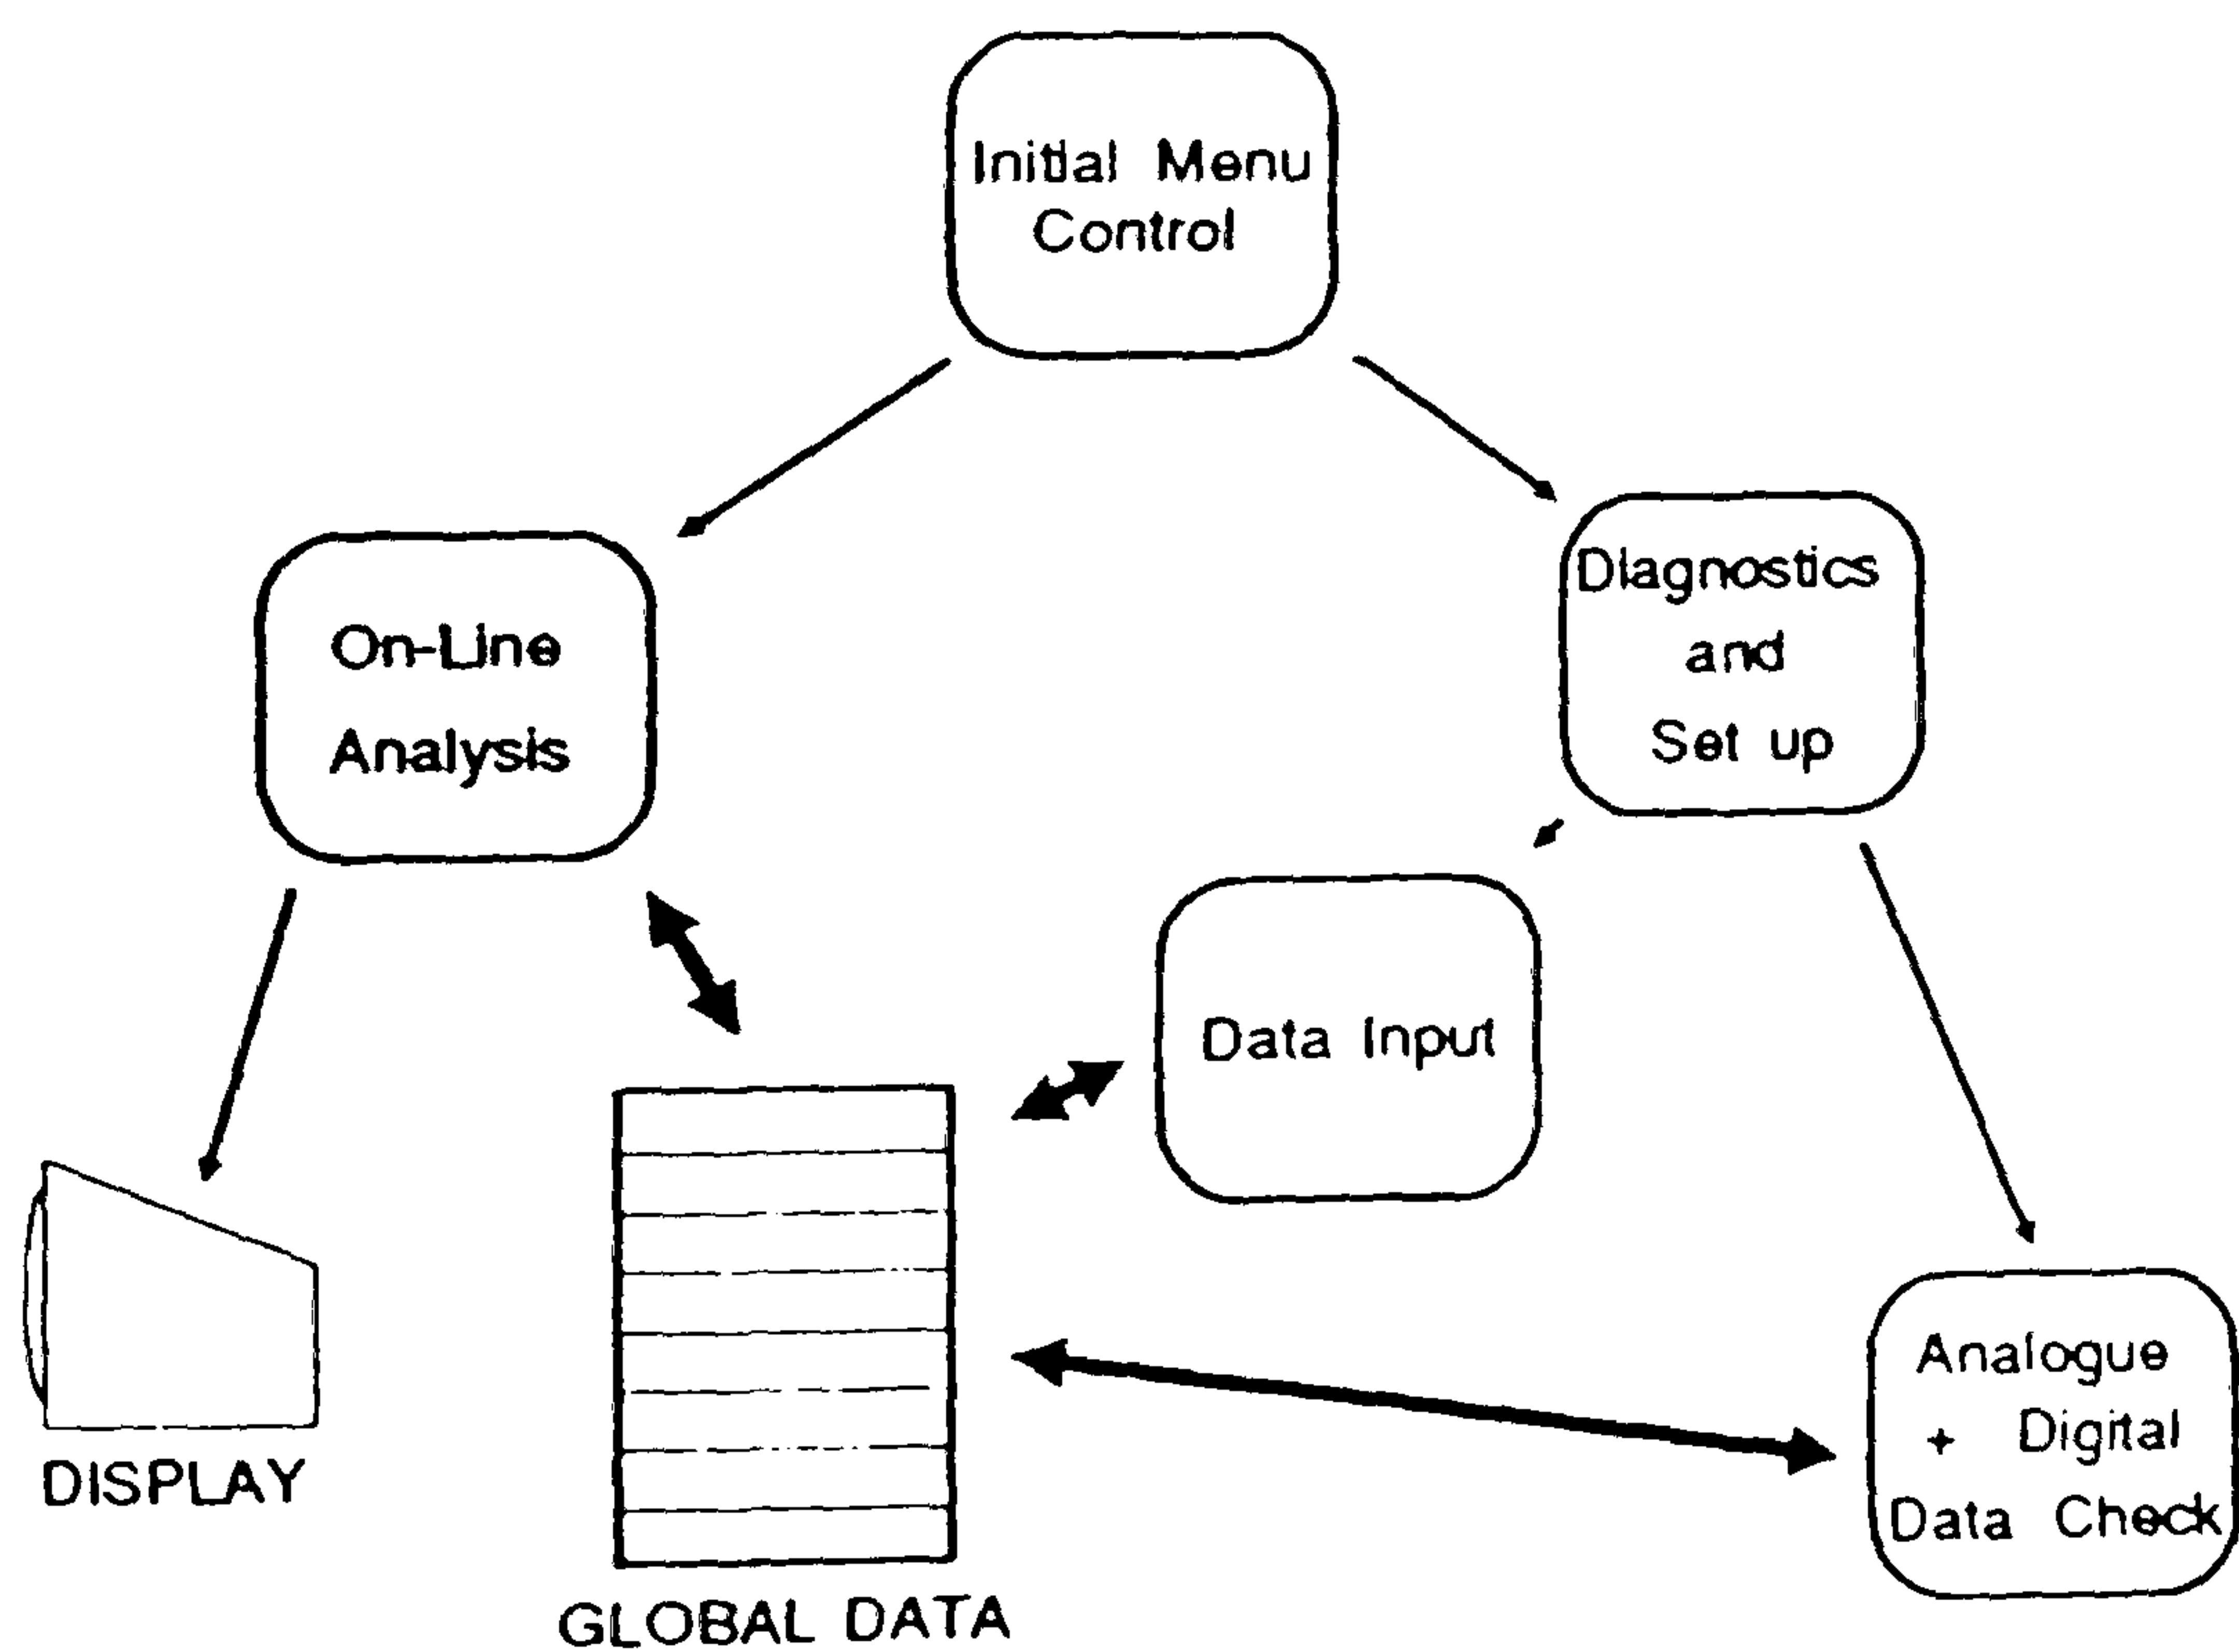 Initial Menu
Control
On-Line
Analysis
Diagnostics
and
Set up
Data Input
Analogue
+ Digital
Data Check
DISPLAY
GLOBAL DATA